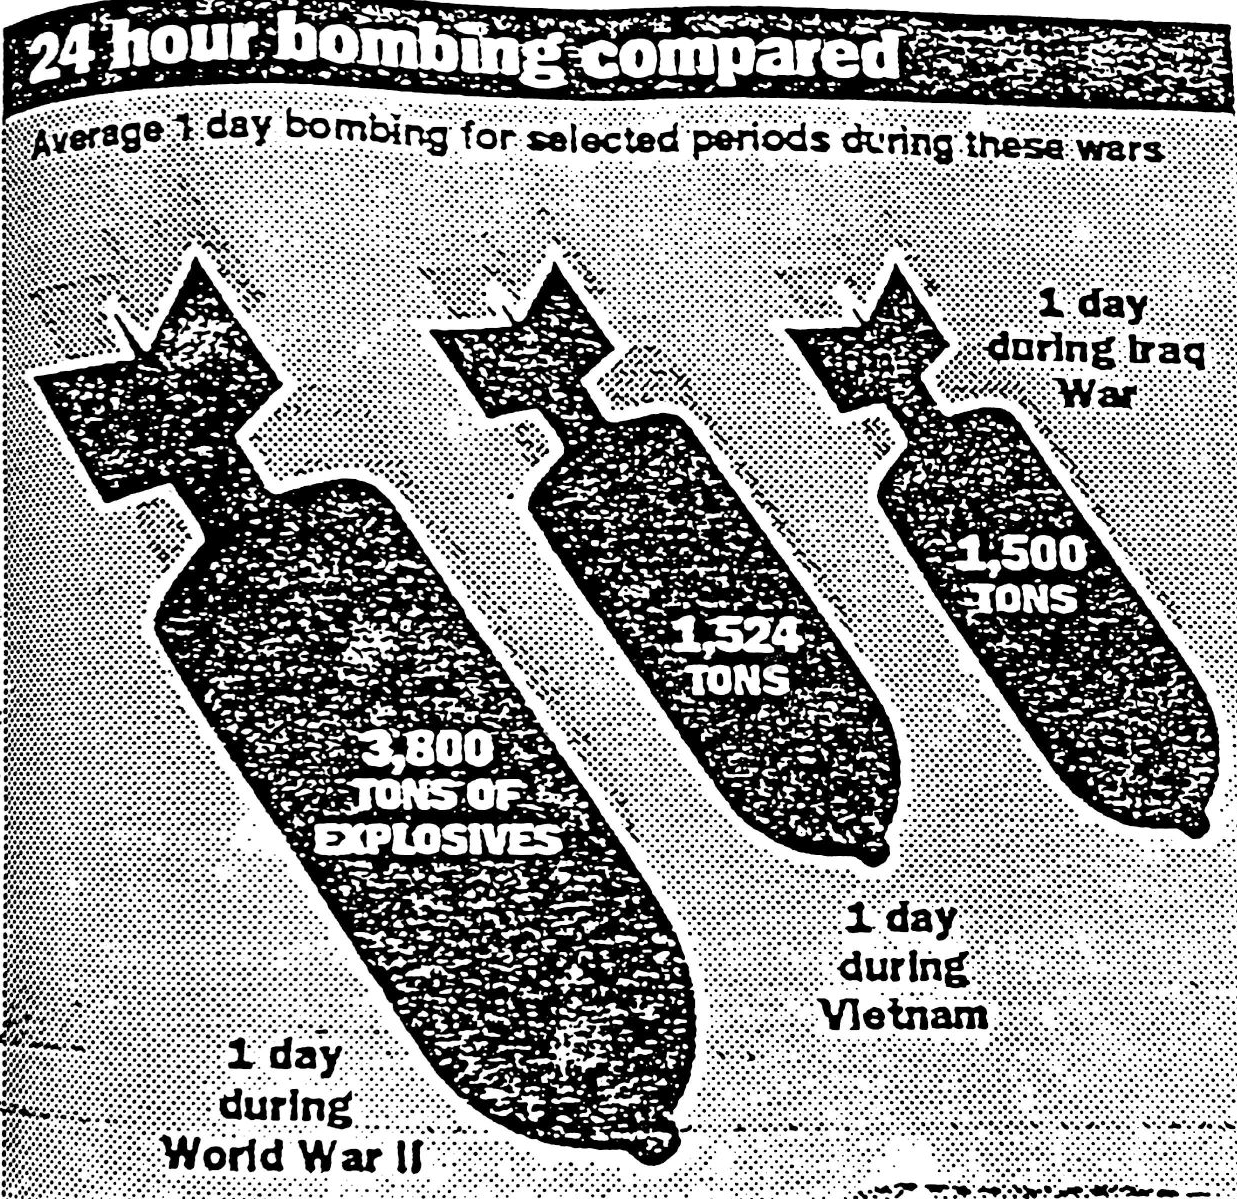 24 hour bombing compared
Average 1 day bombing for selected periods during these wars
1 day
during Iraq
War
1,500
TONS
1,524
TONS
3,800
TONS OF
EXPLOSIVES
1 day
during
Vietnam
1 day
during
World War II